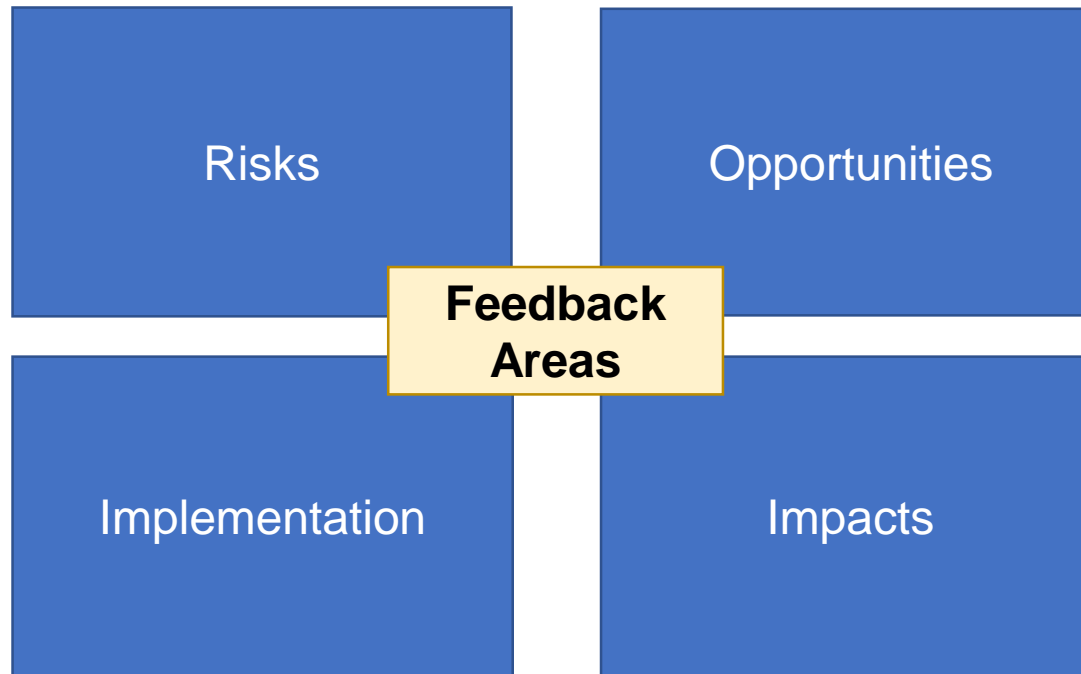 Risks
Opportunities
Feedback
Areas
Implementation
Impacts